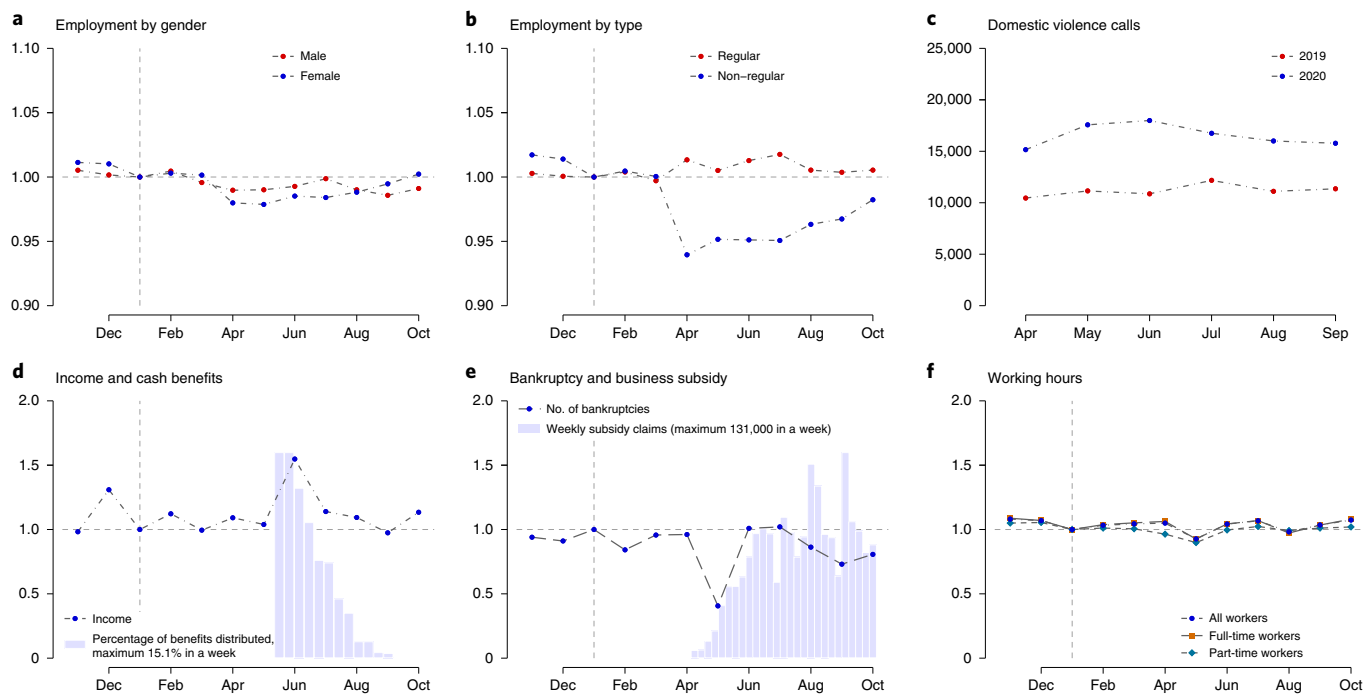 a Employment by gender
1.10
1.05
1.00
0.95
0.90
Male
Female
Dec Feb Apr Jun Aug Oct
b Employment by type
1.10
1.05
1.00
0.95
0.90
Regular
Non–regular
Dec Feb Apr Jun Aug Oct
c Domestic violence calls
25,000
20,000
15,000
10,000
5,000
0
2019
2020
Apr May Jun Jul Aug Sep
d Income and cash benefits
2.0
1.5
1.0
0.5
0
Income
Percentage of benefits distributed,
maximum 15.1% in a week
Dec Feb Apr Jun Aug Oct
e Bankruptcy and business subsidy
2.0
1.5
1.0
0.5
0
No. of bankruptcies
Weekly subsidy claims (maximum 131,000 in a week)
Dec Feb Apr Jun Aug Oct
f Working hours
2.0
1.5
1.0
0.5
0
All workers
Full-time workers
Part-time workers
Dec Feb Apr Jun Aug Oct